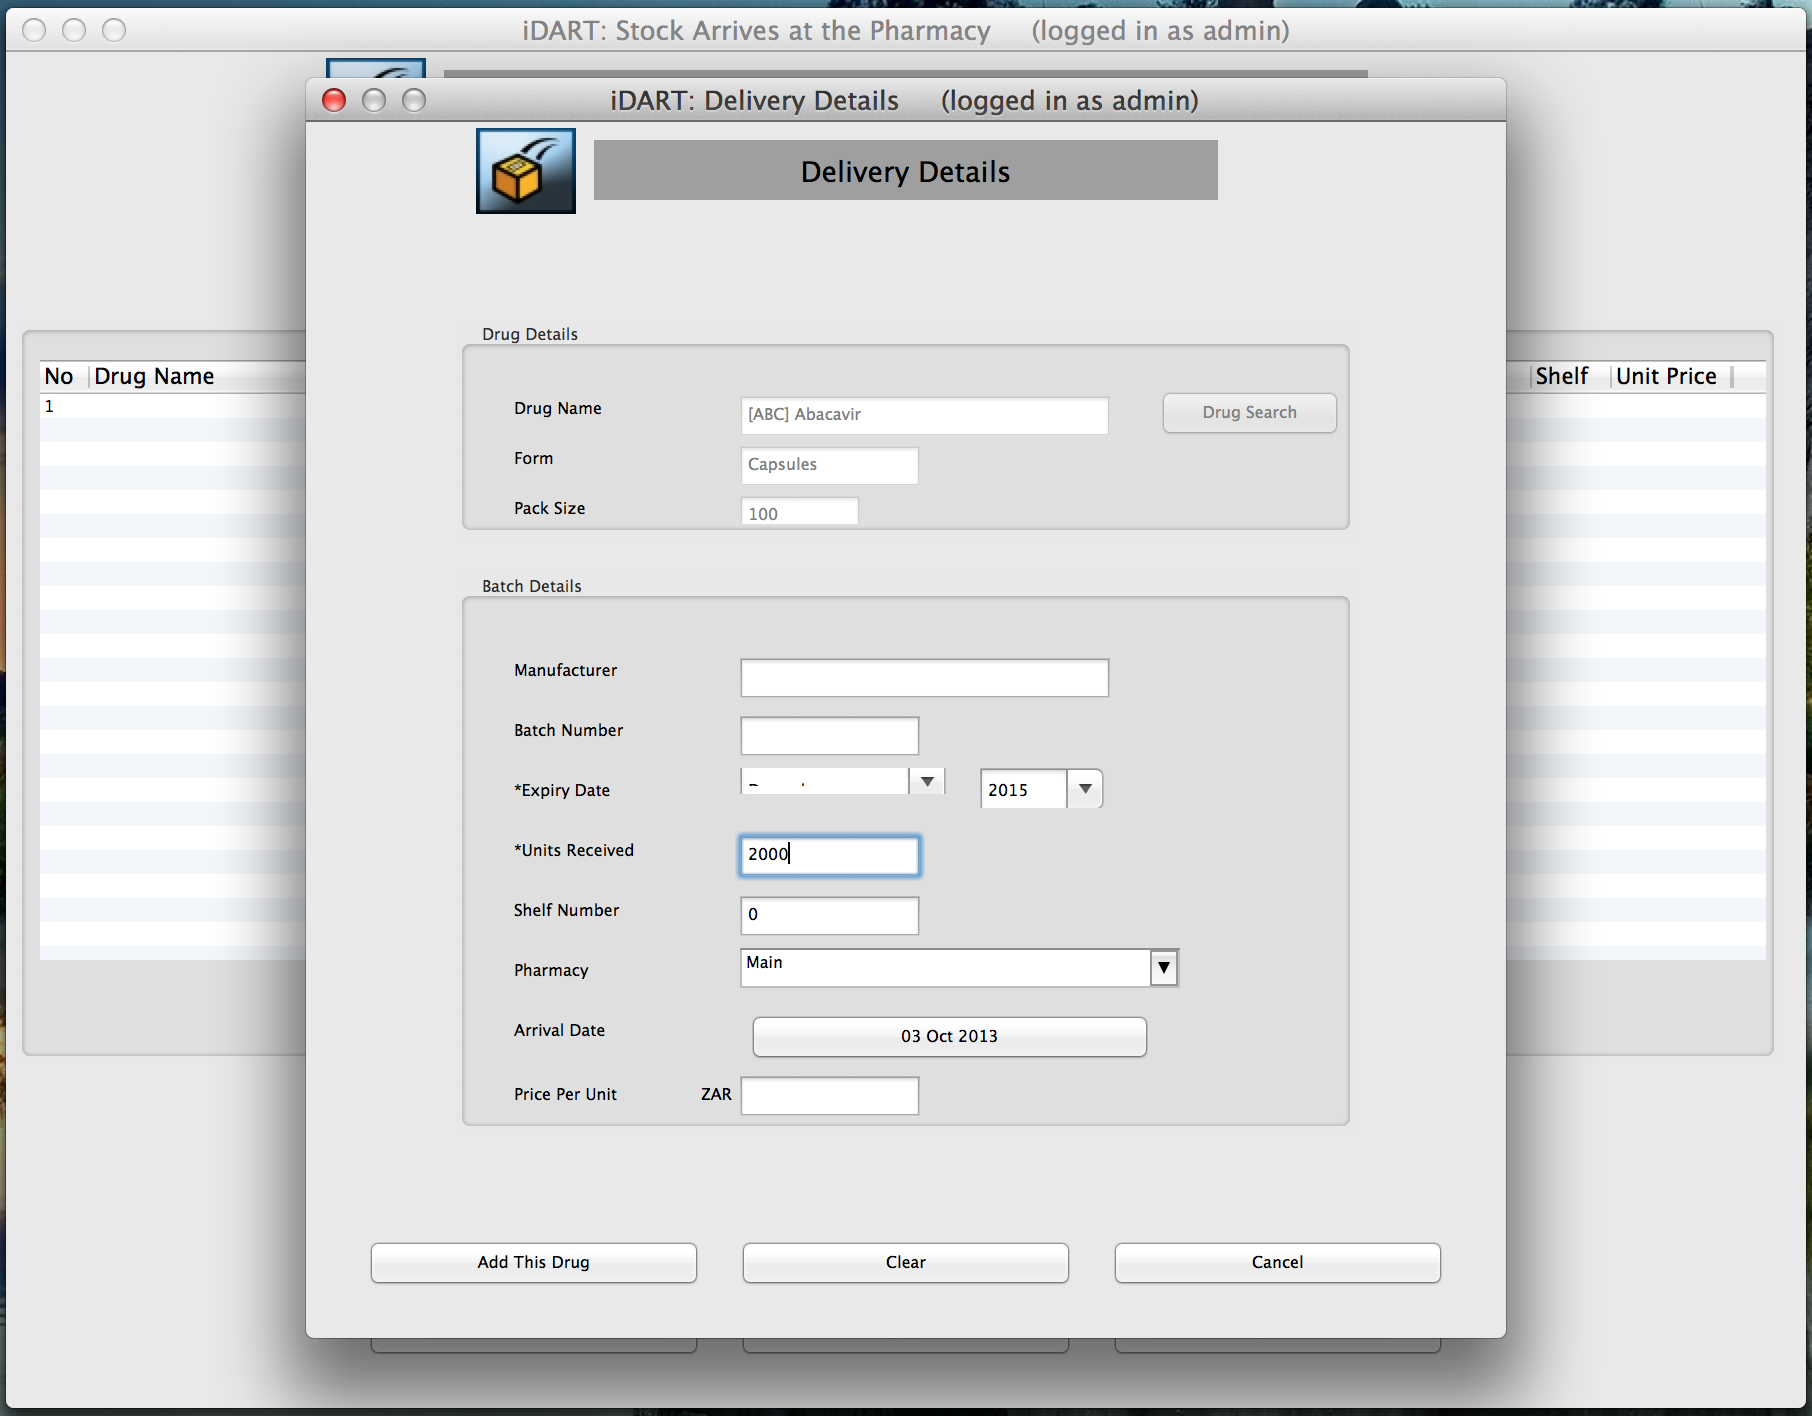 iDART: Stock Arrives at the Pharmacy (logged in as admin)
iDART: Delivery Details (logged in as admin)
Delivery Details
Drug Details
No Drug Name
Shelf Unit Price
1
Drug Name [ABC] Abacavir Drug Search
Form Capsules
Pack Size 100
Batch Details
Manufacturer
Batch Number
*Expiry Date 2015
*Units Received 2000
Shelf Number 0
Pharmacy Main
Arrival Date 03 Oct 2013
Price Per Unit ZAR
Add This Drug Clear Cancel